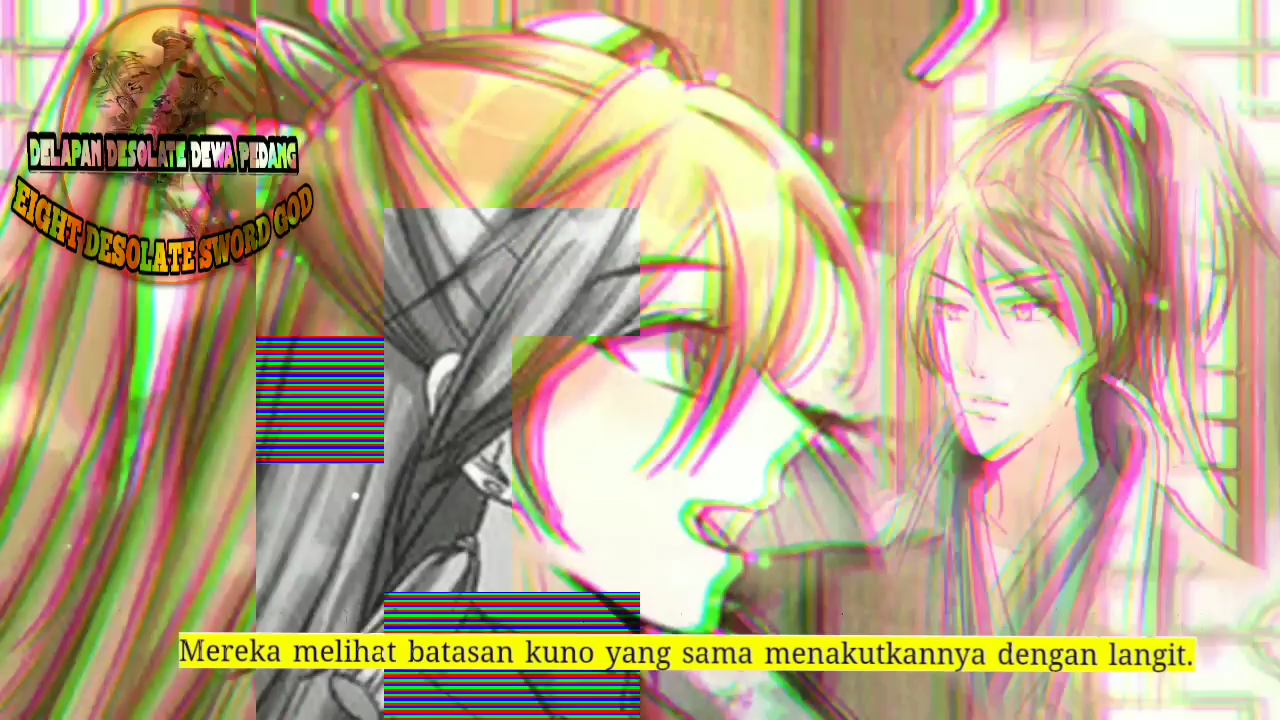 DELAPAN DESOLATE DEWA PEDANG
EIGHT DESOLATE SWORD GOD
Mereka melihat batasan kuno yang sama menakutkannya dengan langit.